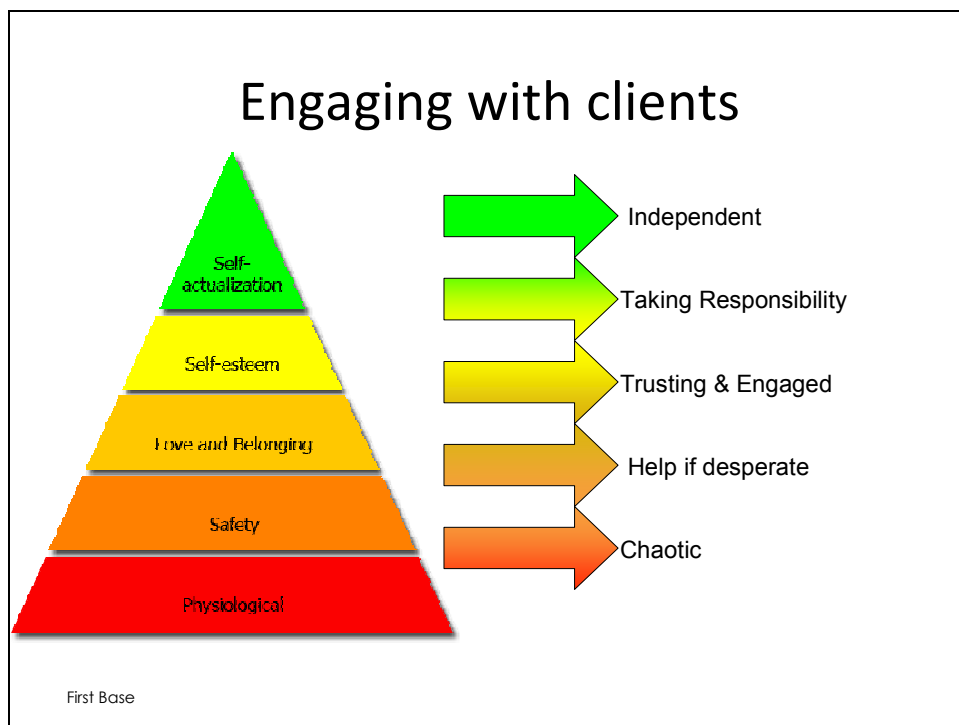 Engaging with clients
Self-
actualization
Self-esteem
Love and Belonging
Safety
Physiological
Independent
Taking Responsibility
Trusting & Engaged
Help if desperate
Chaotic
First Base